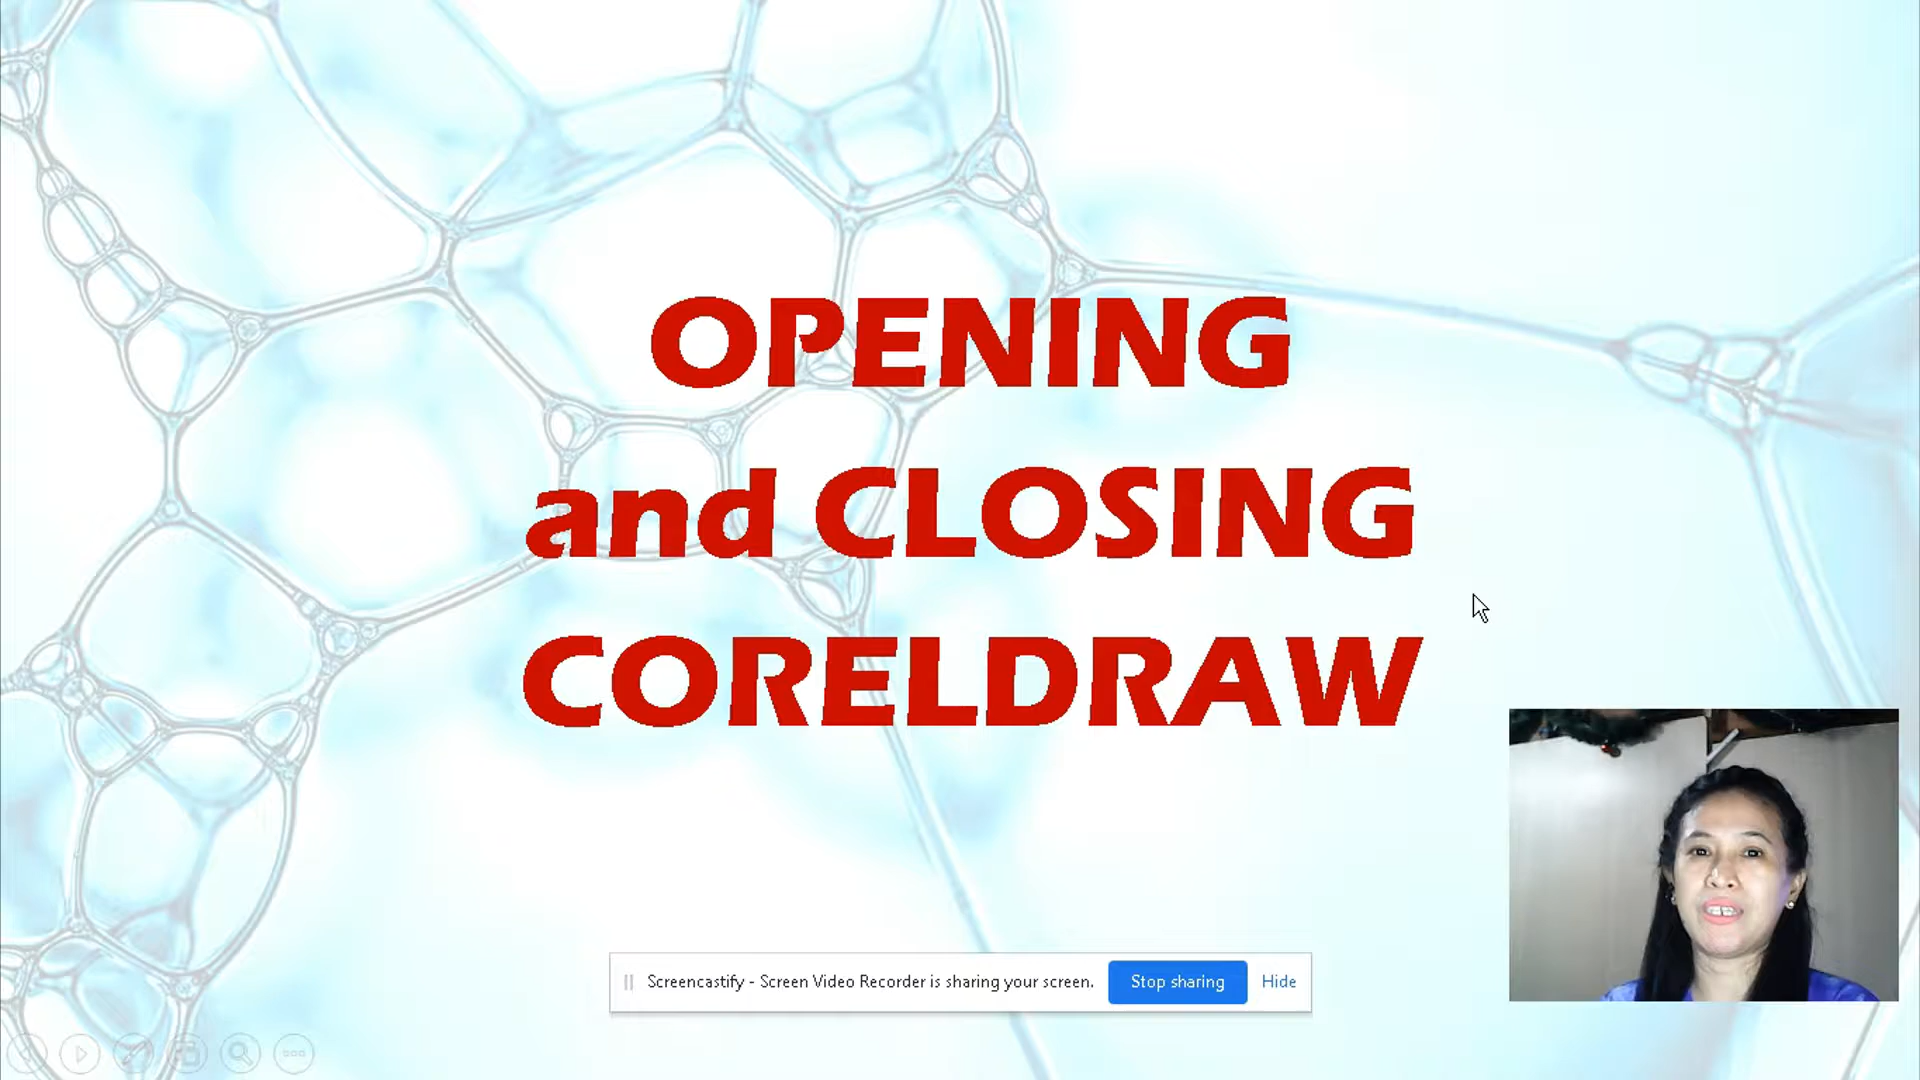 OPENING
and CLOSING
CORELDRAW
Screencastify - Screen Video Recorder is sharing your screen. Stop sharing Hide